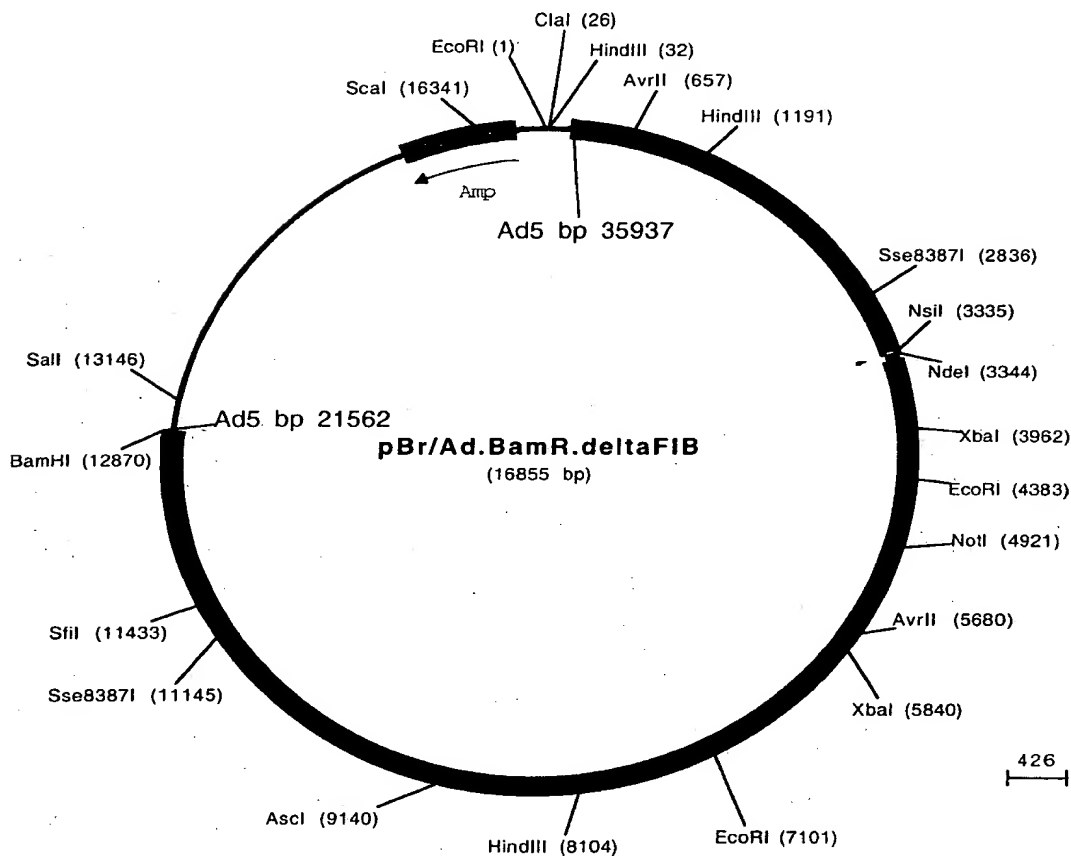 ClaI (26)
EcoRI (1)
HindIII (32)
AvrII (657)
ScaI (16341)
HindIII (1191)
Amp
Ad5 bp 35937
Sse8387I (2836)
NsiI (3335)
SalI (13146)
NdeI (3344)
Ad5 bp 21562
XbaI (3962)
pBr/Ad.BamR.deltaFIB
BamHI (12870)
(16855 bp)
EcoRI (4383)
NotI (4921)
AvrII (5680)
SfiI (11433)
Sse8387I (11145)
XbaI (5840)
426
AscI (9140)
EcoRI (7101)
HindIII (8104)